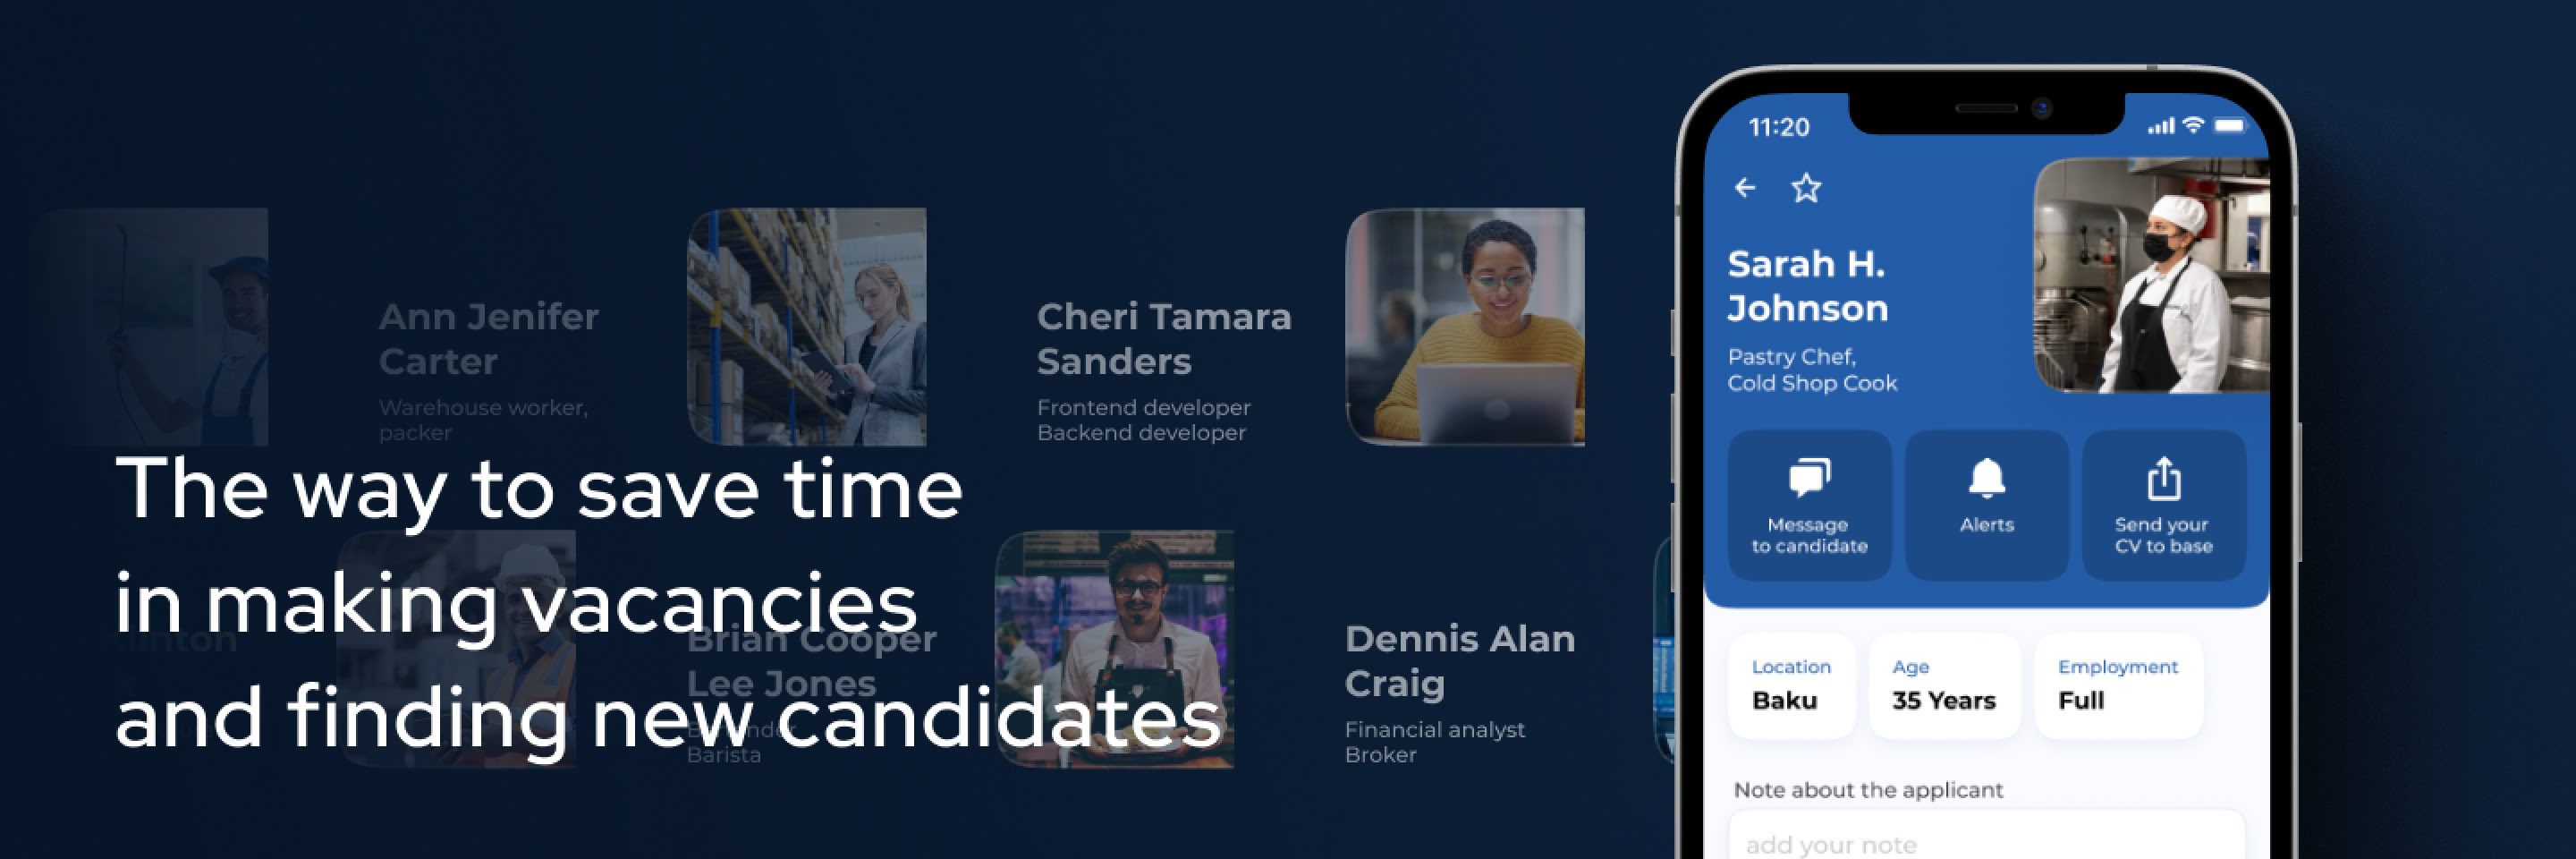 Ann Jenifer
Carter
Warehouse worker,
packer
Cheri Tamara
Sanders
Frontend developer
Backend developer
The way to save time
in making vacancies
and finding new candidates
Brian Cooper
Lee Jones
Barista
Dennis Alan
Craig
Financial analyst
Broker
11:20
Sarah H.
Johnson
Pastry Chef,
Cold Shop Cook
Message
to candidate
Alerts
Send your
CV to base
Location
Baku
Age
35 Years
Employment
Full
Note about the applicant
add your note